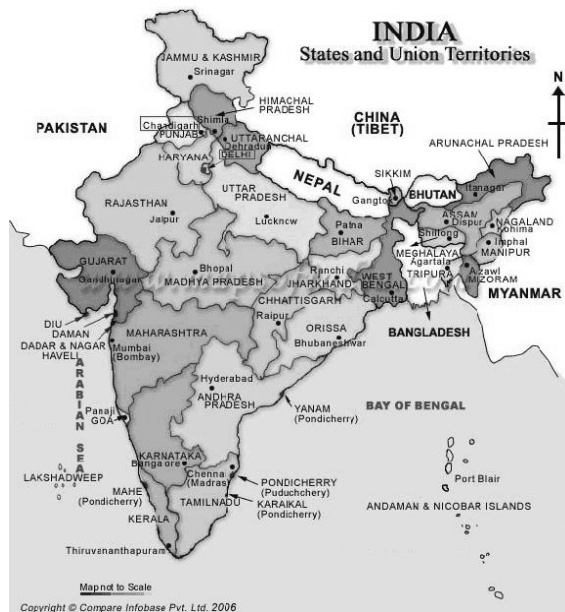 INDIA
States and Union Territories
N
JAMMU & KASHMIR
Srinagar
HIMACHAL
PRADESH
CHINA
(TIBET)
PAKISTAN
Shimla
Chandigarh
PUNJAB
UTTARANCHAL
Dehradun
ARUNACHAL PRADESH
HARYANA
DELHI
NEPAL
SIKKIM
BHUTAN
Itanagar
Gangtok
RAJASTHAN
Jaipur
UTTAR
PRADESH
Lucknow
ASSAM
Dispur
NAGALAND
Kohima
Patna
BIHAR
Shillong
Imphal
MEGHALAYA
MANIPUR
Agartala
TRIPURA
Aizawl
MIZORAM
GUJARAT
Gandhinagar
Bhopal
MADHYA PRADESH
Ranchi
JHARKHAND
WEST
BENGAL
Calcutta
MYANMAR
CHHATTISGARH
Raipur
BANGLADESH
DIU
DAMAN
DADAR & NAGAR
HAVELI
MAHARASHTRA
Mumbai
(Bombay)
ORISSA
Bhubaneshwar
ARABIAN SEA
Hyderabad
ANDHRA
PRADESH
YANAM
(Pondicherry)
BAY OF BENGAL
Panaji
GOA
KARNATAKA
Bangalore
Chennai
(Madras)
PONDICHERRY
(Puduchchery)
Port Blair
LAKSHADWEEP
MAHE
(Pondicherry)
KARAIKAL
(Pondicherry)
ANDAMAN & NICOBAR ISLANDS
TAMILNADU
KERALA
Thiruvananthapuram
Map not to Scale
Copyright © Compare Infobase Pvt. Ltd. 2006